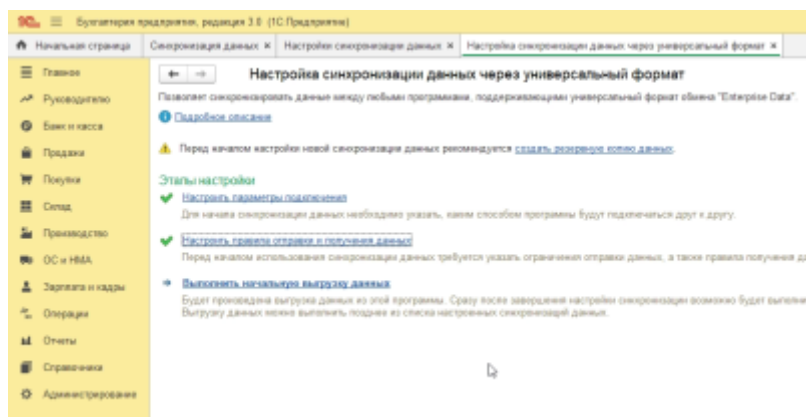 1С Бухгалтерия предприятия, редакция 3.0 (1С:Предприятие)
Начальная страница Синхронизация данных × Настройки синхронизации данных × Настройка синхронизации данных через универсальный формат ×
Главное
Настройка синхронизации данных через универсальный формат
Руководителю
Позволяет синхронизировать данные между любыми программами, поддерживающими универсальный формат обмена "Enterprise Data".
Банк и касса
Подробное описание
Продажи
Перед началом настройки новой синхронизации данных рекомендуется создать резервную копию данных.
Покупки
Этапы настройки
Настроить параметры подключения
Склад
Для начала синхронизации данных необходимо указать, каким способом программы будут подключаться друг к другу.
Производство
Настроить правила отправки и получения данных
ОС и НМА
Перед началом использования синхронизации данных требуется указать ограничения отправки данных, а также правила получения
Зарплата и кадры
Выполнить начальную выгрузку данных
Будет произведена выгрузка данных из этой программы. Сразу после завершения настройки синхронизации возможно будет
Операции
Выгрузку данных можно выполнить позднее из списка настроенных синхронизаций данных.
Отчеты
Справочники
Администрирование